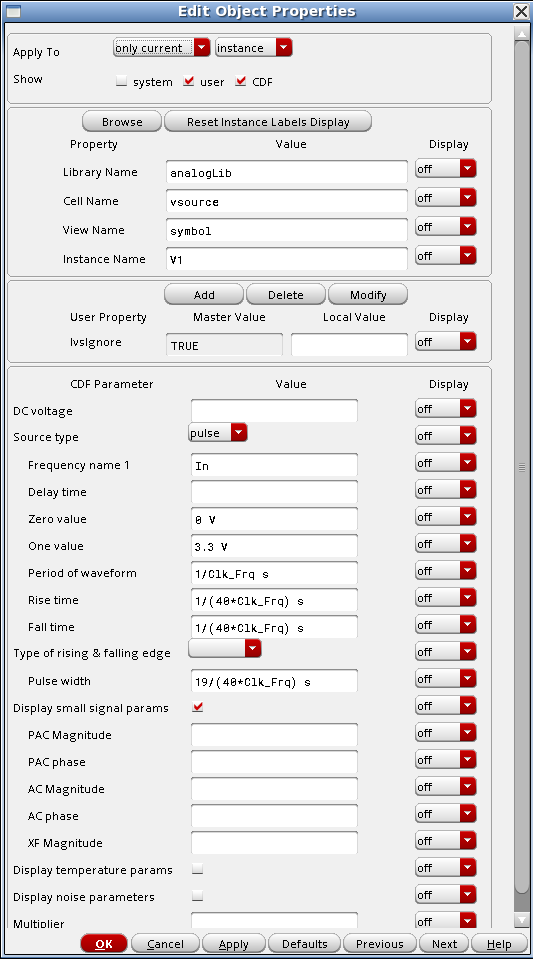 Edit Object Properties
Apply To only current instance
Show system user CDF
Browse Reset Instance Labels Display
Property Value Display
Library Name analogLib off
Cell Name vsource off
View Name symbol off
Instance Name V1 off
Add Delete Modify
User Property Master Value Local Value Display
lvsIgnore TRUE off
CDF Parameter Value Display
DC voltage off
Source type pulse off
Frequency name 1 In off
Delay time off
Zero value 0 V off
One value 3.3 V off
Period of waveform 1/Clk_Frq s off
Rise time 1/(40*Clk_Frq) s off
Fall time 1/(40*Clk_Frq) s off
Type of rising & falling edge off
Pulse width 19/(40*Clk_Frq) s off
Display small signal params off
PAC Magnitude off
PAC phase off
AC Magnitude off
AC phase off
XF Magnitude off
Display temperature params off
Display noise parameters off
Multiplier off
OK Cancel Apply Defaults Previous Next Help